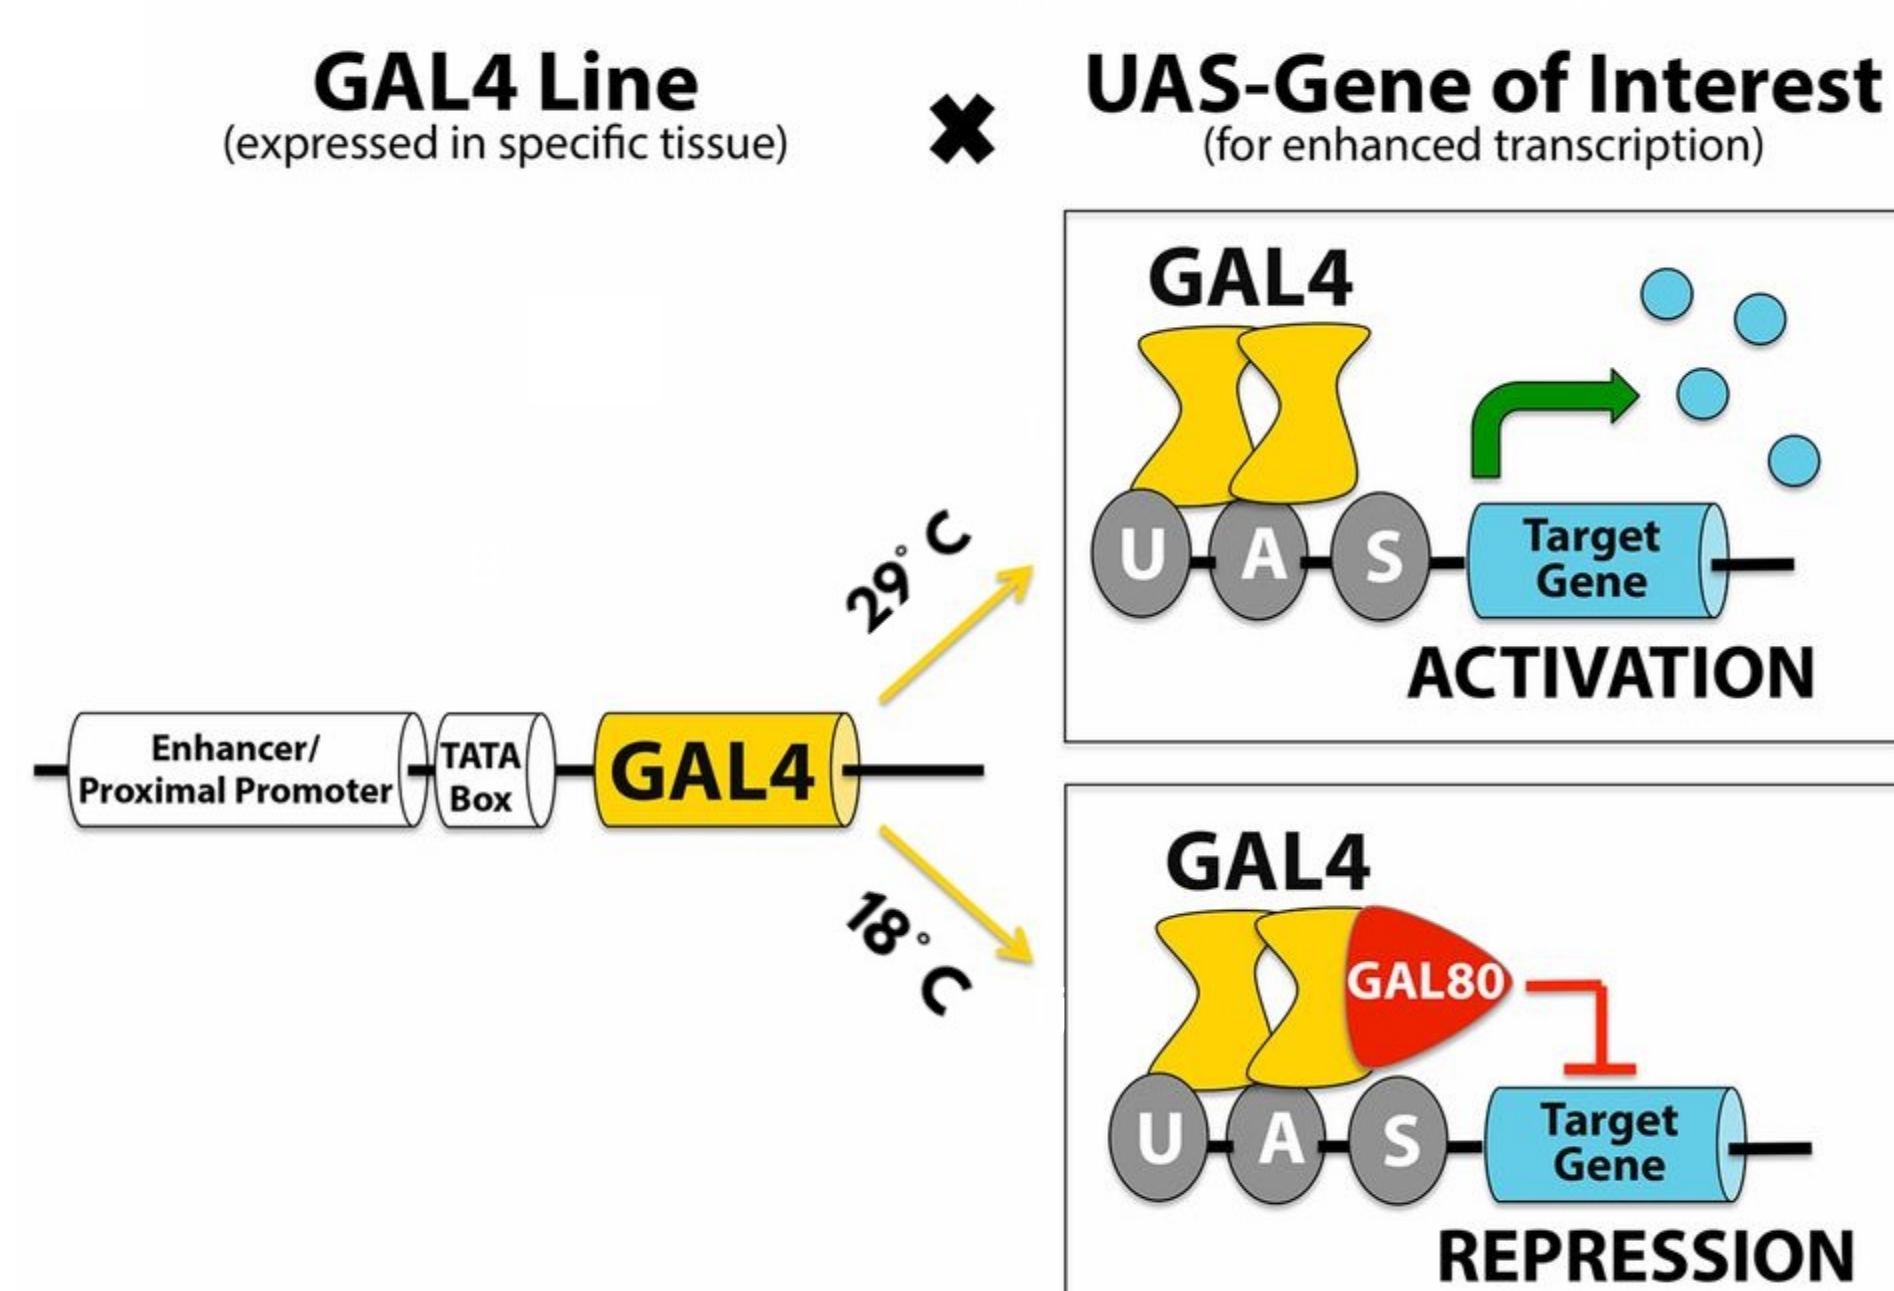 GAL4 Line
(expressed in specific tissue)
✖
UAS-Gene of Interest
(for enhanced transcription)
GAL4
U A S
Target
Gene
ACTIVATION
29° C
Enhancer/
Proximal Promoter
TATA
Box
GAL4
18° C
GAL4
GAL80
U A S
Target
Gene
REPRESSION